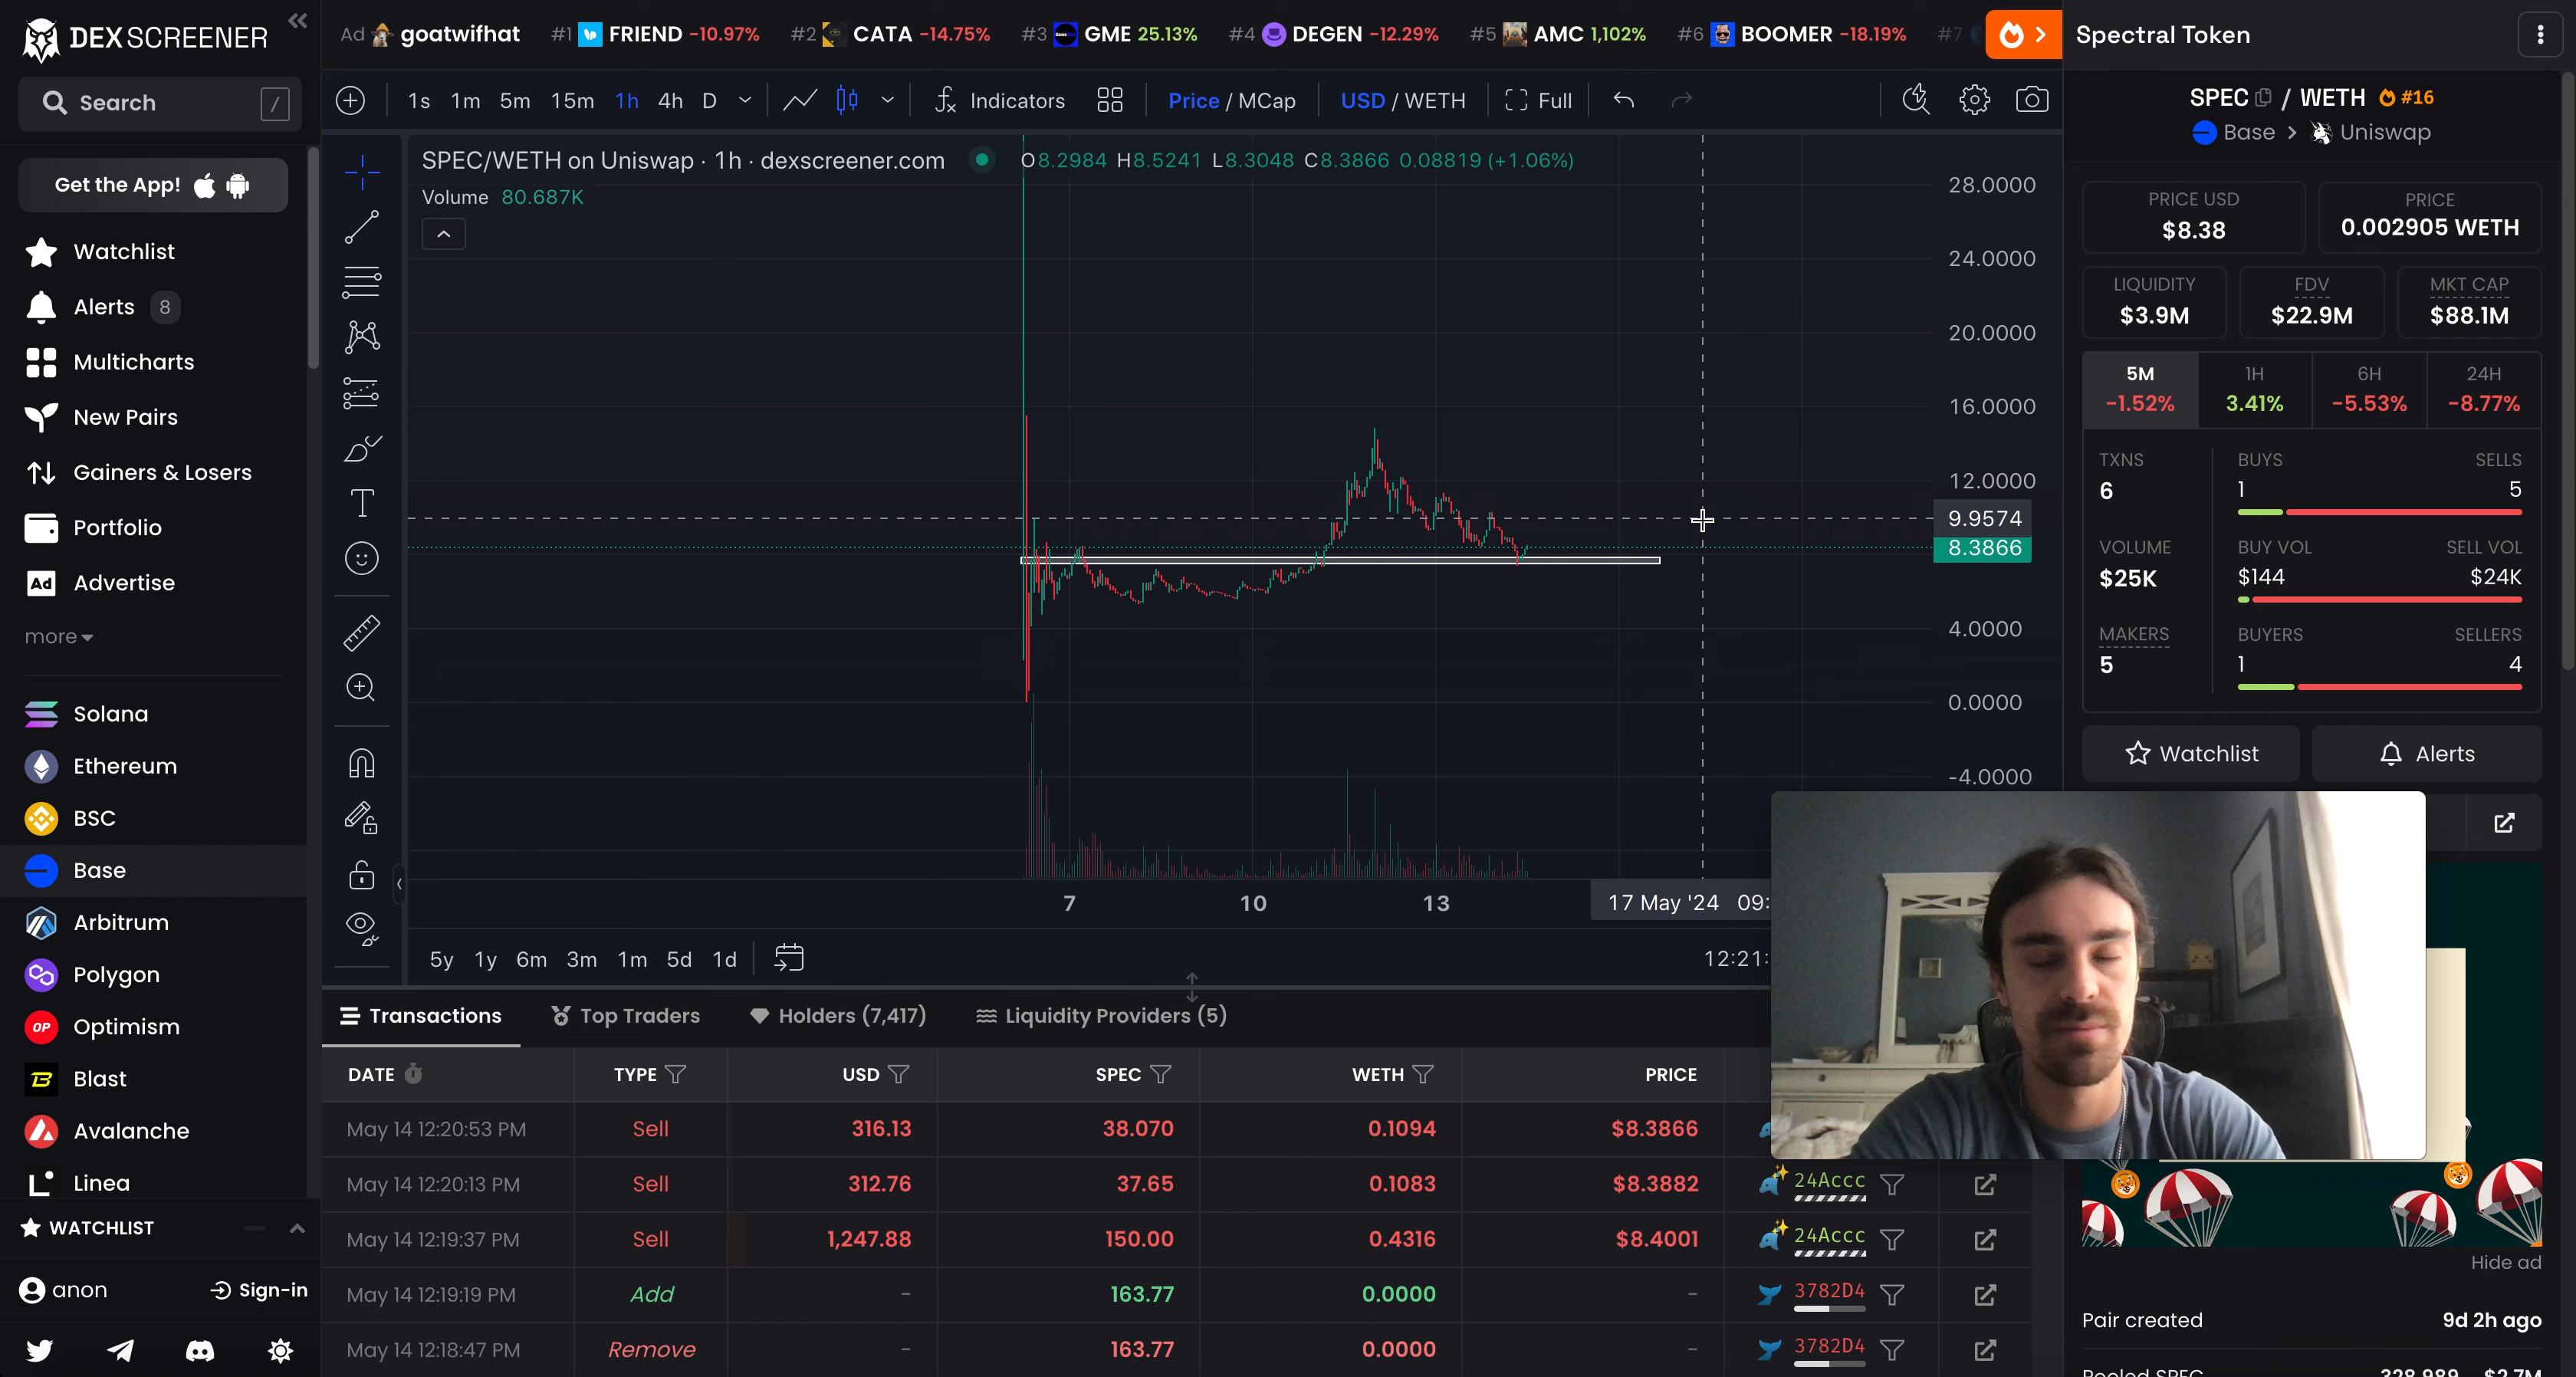 DEX SCREENER
Search
/
Get the App!
Watchlist
Alerts 8
Multicharts
New Pairs
Gainers & Losers
Portfolio
Ad Advertise
more
Solana
Ethereum
BSC
Base
Arbitrum
Polygon
OP Optimism
Blast
Avalanche
Linea
WATCHLIST
anon Sign-in
Ad goatwifhat #1 FRIEND -10.97% #2 CATA -14.75% #3 GME 25.13% #4 DEGEN -12.29% #5 AMC 1,102% #6 BOOMER -18.19% #7
1s 1m 5m 15m 1h 4h D Indicators Price / MCap USD / WETH Full
SPEC/WETH on Uniswap · 1h · dexscreener.com O8.2984 H8.5241 L8.3048 C8.3866 0.08819 (+1.06%)
Volume 80.687K
28.0000
24.0000
20.0000
16.0000
12.0000
9.9574
8.3866
4.0000
0.0000
-4.0000
7 10 13 17 May '24 09:
5y 1y 6m 3m 1m 5d 1d 12:21:
Transactions Top Traders Holders (7,417) Liquidity Providers (5)
DATE TYPE USD SPEC WETH PRICE
May 14 12:20:53 PM Sell 316.13 38.070 0.1094 $8.3866
May 14 12:20:13 PM Sell 312.76 37.65 0.1083 $8.3882 24Accc
May 14 12:19:37 PM Sell 1,247.88 150.00 0.4316 $8.4001 24Accc
May 14 12:19:19 PM Add - 163.77 0.0000 - 3782D4
May 14 12:18:47 PM Remove - 163.77 0.0000 - 3782D4
Spectral Token
SPEC / WETH #16
Base > Uniswap
PRICE USD PRICE
$8.38 0.002905 WETH
LIQUIDITY FDV MKT CAP
$3.9M $22.9M $88.1M
5M 1H 6H 24H
-1.52% 3.41% -5.53% -8.77%
TXNS BUYS SELLS
6 1 5
VOLUME BUY VOL SELL VOL
$25K $144 $24K
MAKERS BUYERS SELLERS
5 1 4
Watchlist Alerts
Hide ad
Pair created 9d 2h ago
Pooled SPEC 328,989 $2.7M